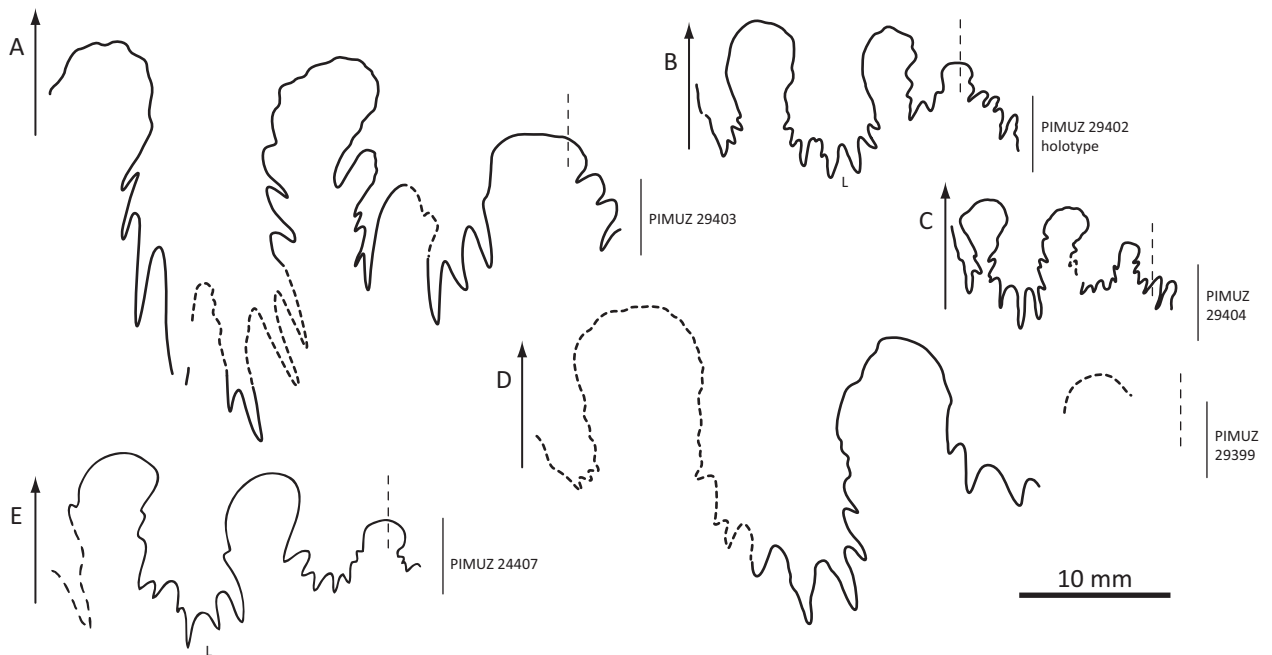 A
PIMUZ 29403
B
PIMUZ 29402
holotype
L
C
PIMUZ
29404
D
PIMUZ
29399
E
PIMUZ 24407
L
10 mm